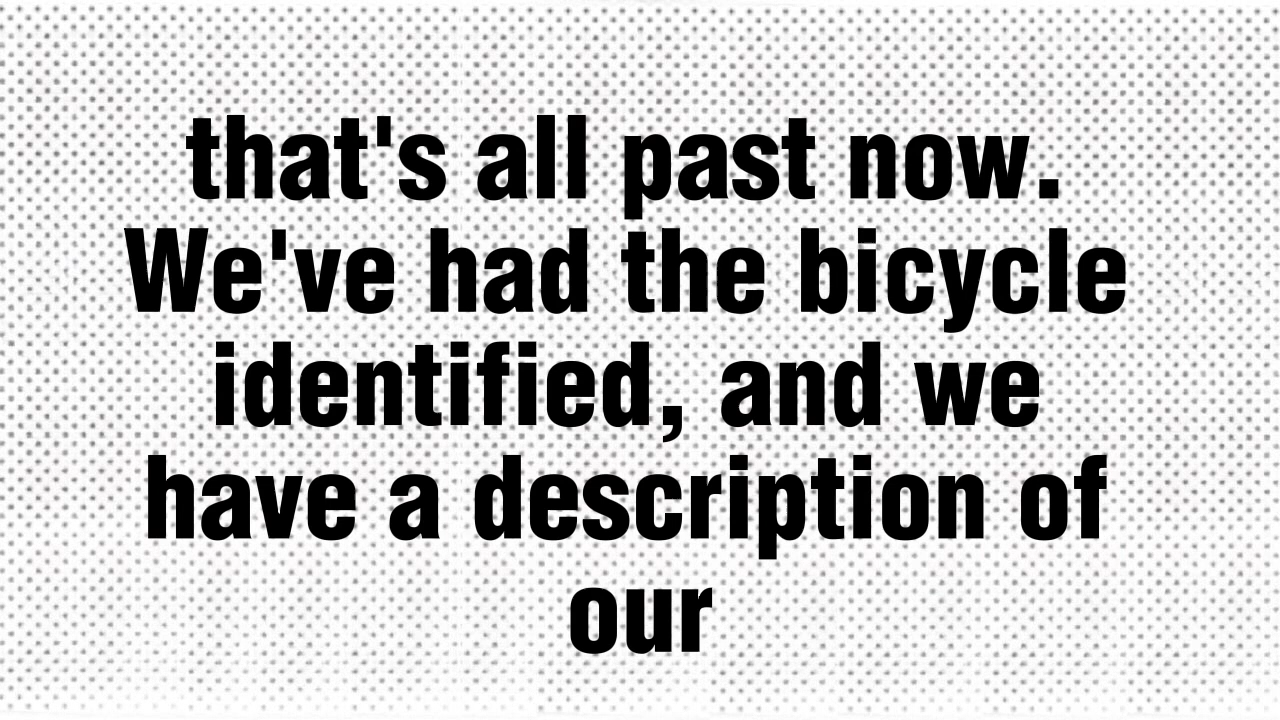 that's all past now.
We've had the bicycle
identified, and we
have a description of
our